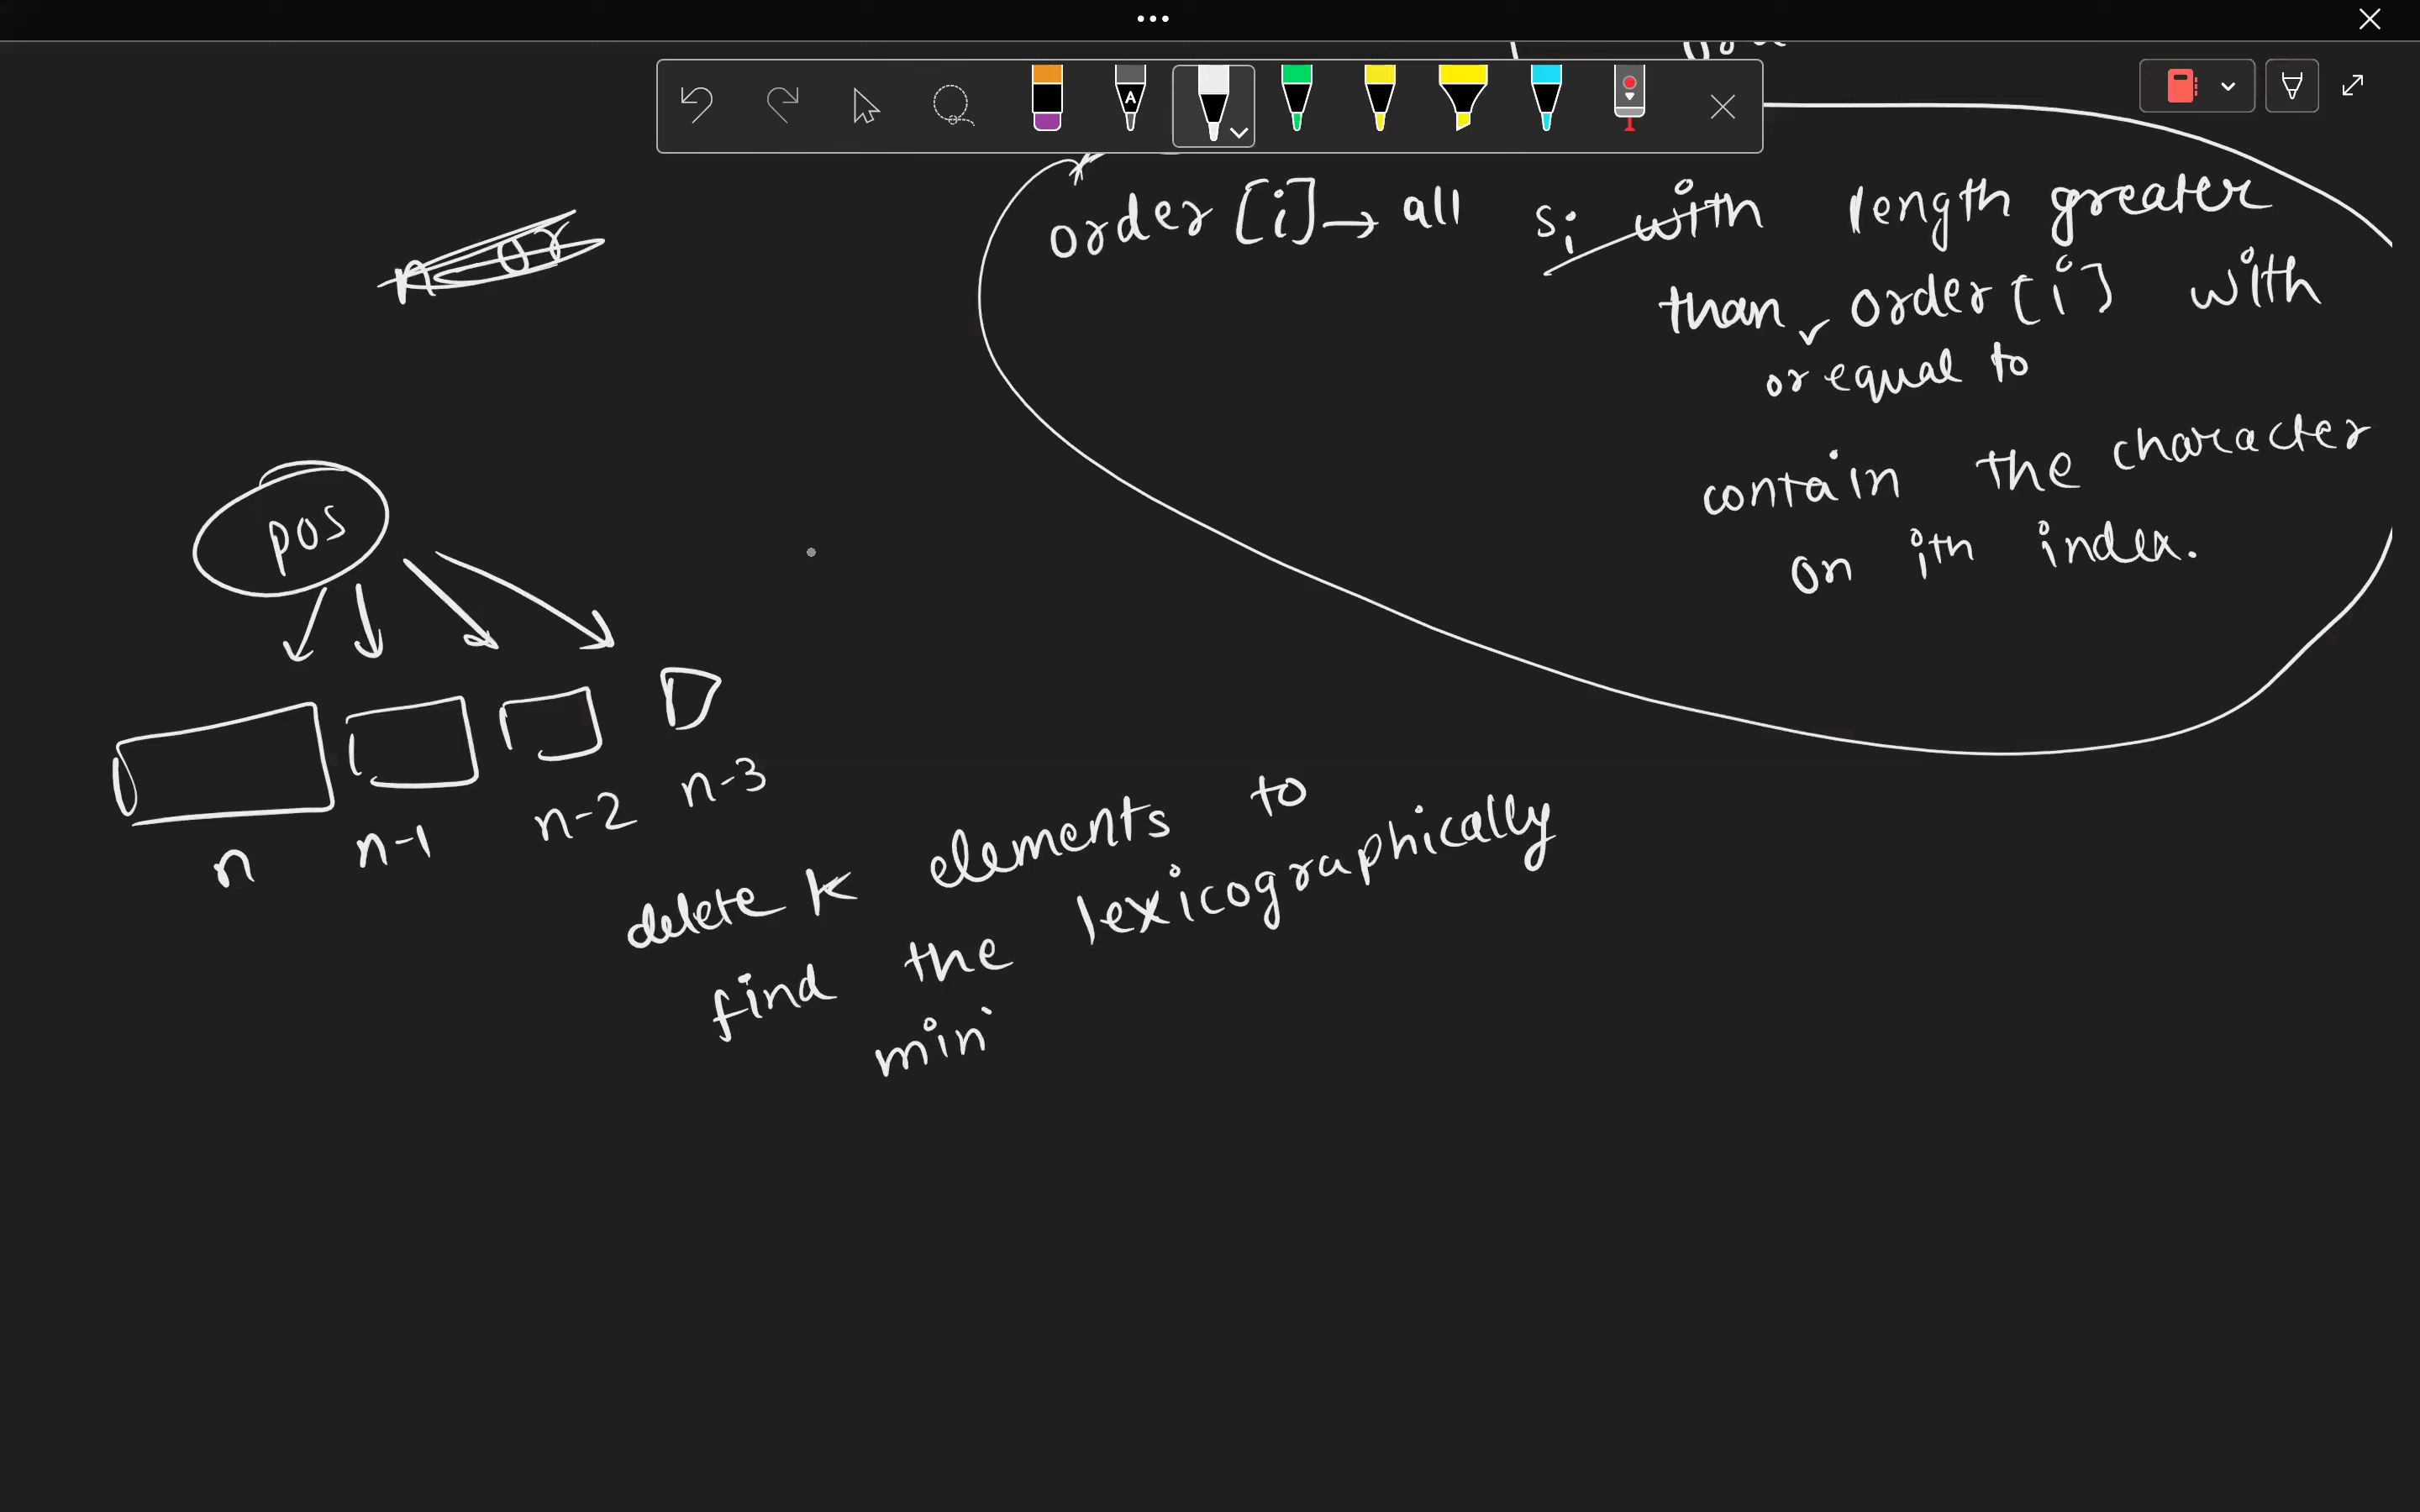 order[i] → all si with length greater
than order[i] with
or equal to
contain the character
on ith index.
pos
n
n-1
n-2
n-3
delete K elements to
find the lexicographically
min